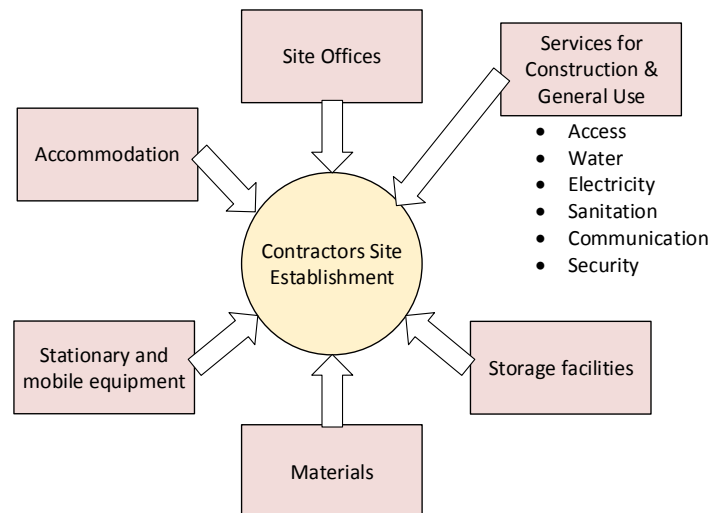 Site Offices
Services for
Construction &
General Use
• Access
• Water
• Electricity
• Sanitation
• Communication
• Security
Accommodation
Contractors Site
Establishment
Stationary and
mobile equipment
Storage facilities
Materials